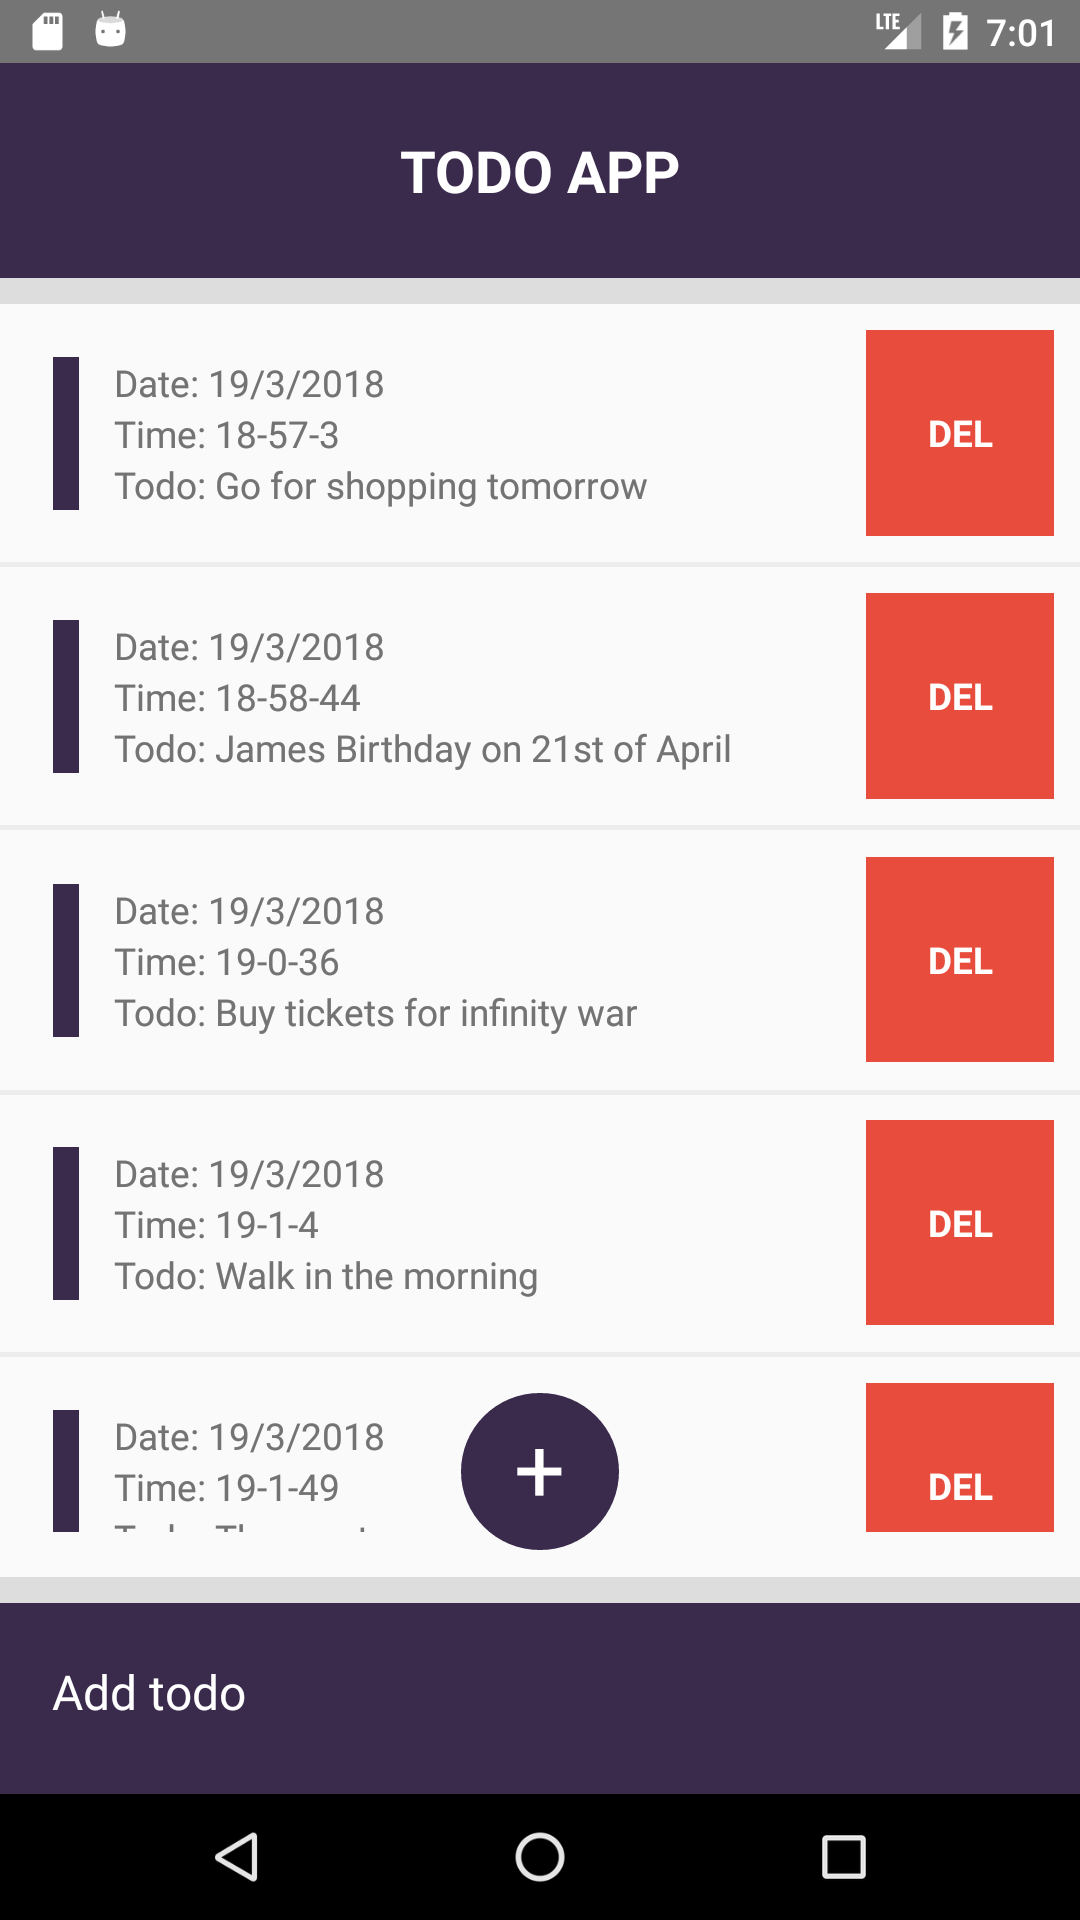 LTE 7:01
TODO APP
Date: 19/3/2018
Time: 18-57-3
Todo: Go for shopping tomorrow
DEL
Date: 19/3/2018
Time: 18-58-44
Todo: James Birthday on 21st of April
DEL
Date: 19/3/2018
Time: 19-0-36
Todo: Buy tickets for infinity war
DEL
Date: 19/3/2018
Time: 19-1-4
Todo: Walk in the morning
DEL
Date: 19/3/2018
Time: 19-1-49
DEL
+
Add todo